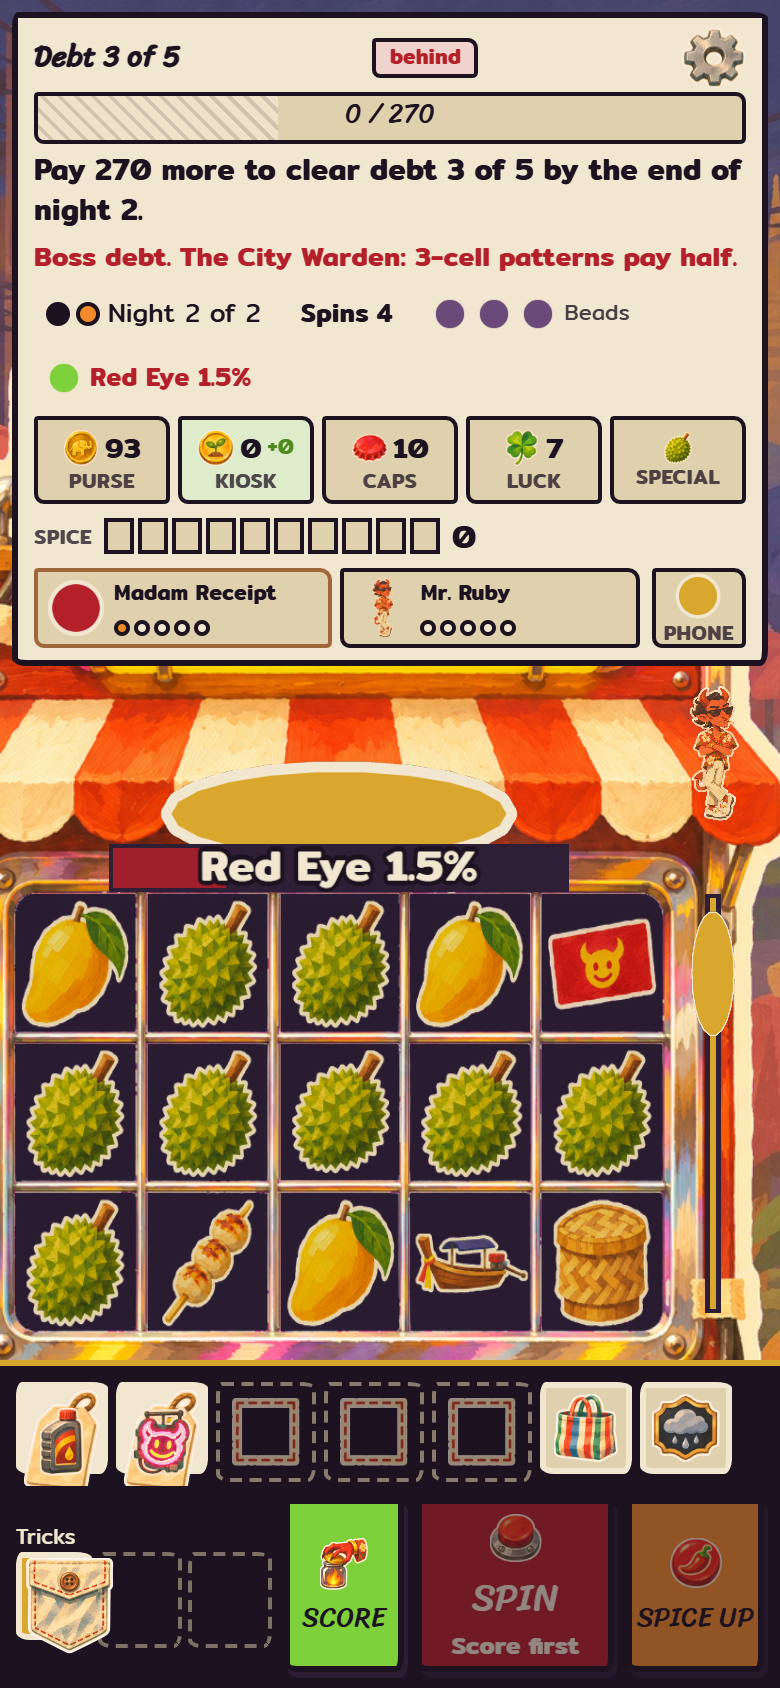 Debt 3 of 5
behind
0 / 270
Pay 270 more to clear debt 3 of 5 by the end of
night 2.
Boss debt. The City Warden: 3-cell patterns pay half.
Night 2 of 2
Spins 4
Beads
Red Eye 1.5%
93
PURSE
0 +0
KIOSK
10
CAPS
7
LUCK
SPECIAL
SPICE
0
Madam Receipt
Mr. Ruby
PHONE
Red Eye 1.5%
Tricks
SCORE
SPIN
Score first
SPICE UP